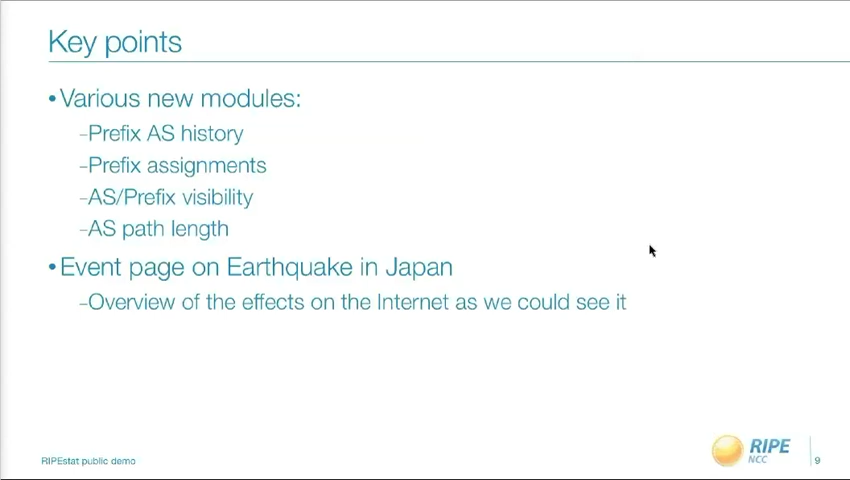 Key points
•Various new modules:
–Prefix AS history
–Prefix assignments
–AS/Prefix visibility
–AS path length
•Event page on Earthquake in Japan
–Overview of the effects on the Internet as we could see it
RIPEstat public demo
RIPE
NCC
9